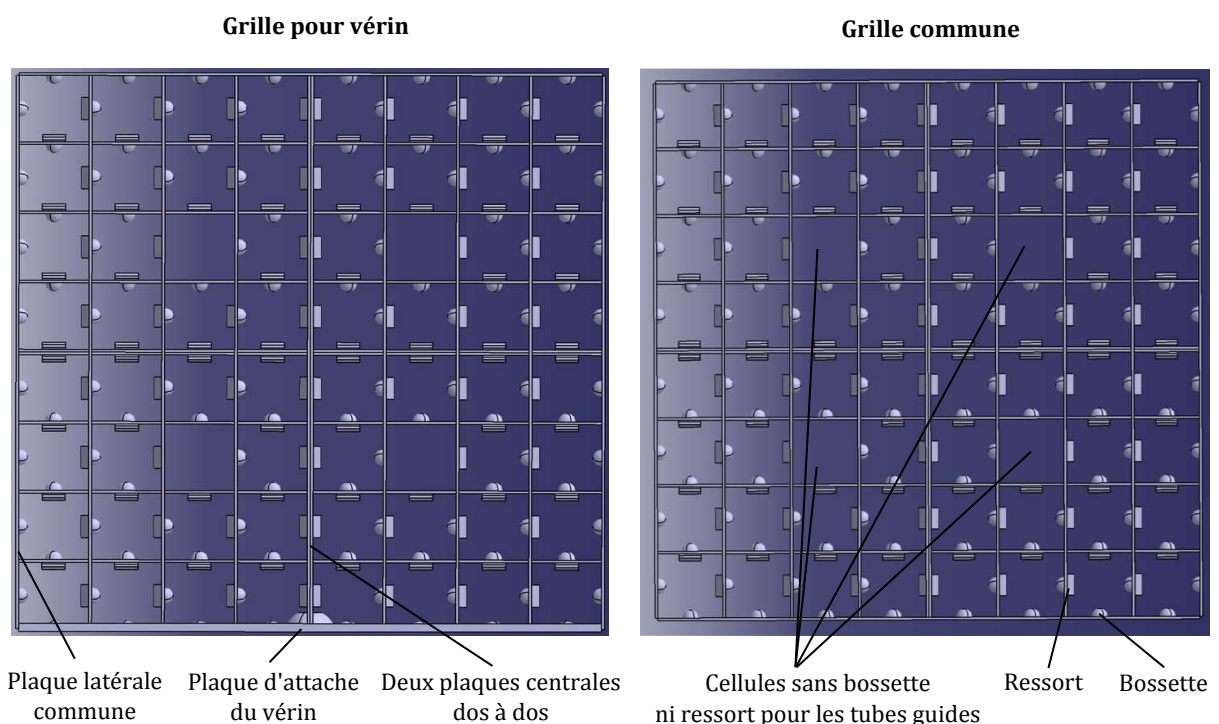 Grille pour vérin
Grille commune
Plaque latérale
commune
Plaque d'attache
du vérin
Deux plaques centrales
dos à dos
Cellules sans bossette
ni ressort pour les tubes guides
Ressort
Bossette